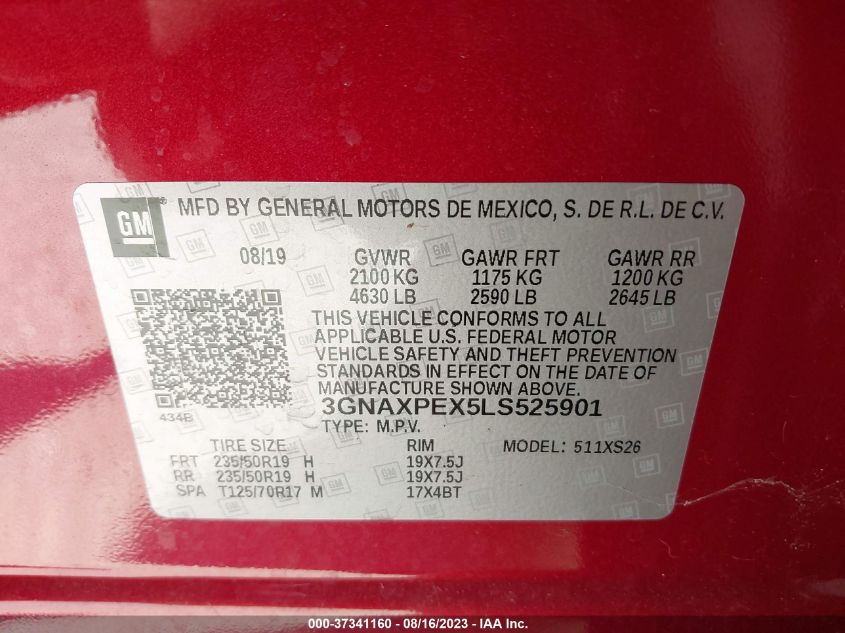 GM ® MFD BY GENERAL MOTORS DE MEXICO, S. DE R.L. DE C.V.
08/19 GVWR GAWR FRT GAWR RR
2100 KG 1175 KG 1200 KG
4630 LB 2590 LB 2645 LB
THIS VEHICLE CONFORMS TO ALL
APPLICABLE U.S. FEDERAL MOTOR
VEHICLE SAFETY AND THEFT PREVENTION
STANDARDS IN EFFECT ON THE DATE OF
MANUFACTURE SHOWN ABOVE.
3GNAXPEX5LS525901
434B
TYPE: M.P.V.
TIRE SIZE RIM MODEL: 511XS26
FRT 235/50R19 H 19X7.5J
RR 235/50R19 H 19X7.5J
SPA T125/70R17 M 17X4BT
000-37341160 - 08/16/2023 - IAA Inc.